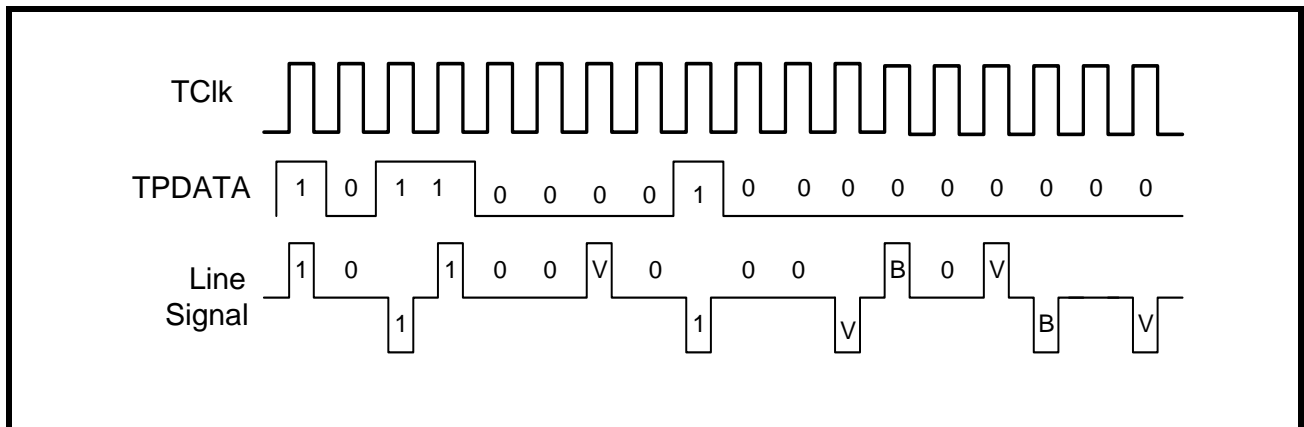 TClk
TPDATA 1 0 1 1 0 0 0 0 1 0 0 0 0 0 0 0 0 0
Line 1 0 1 0 0 V 0 0 0 B 0 V
Signal 1 1 V B V